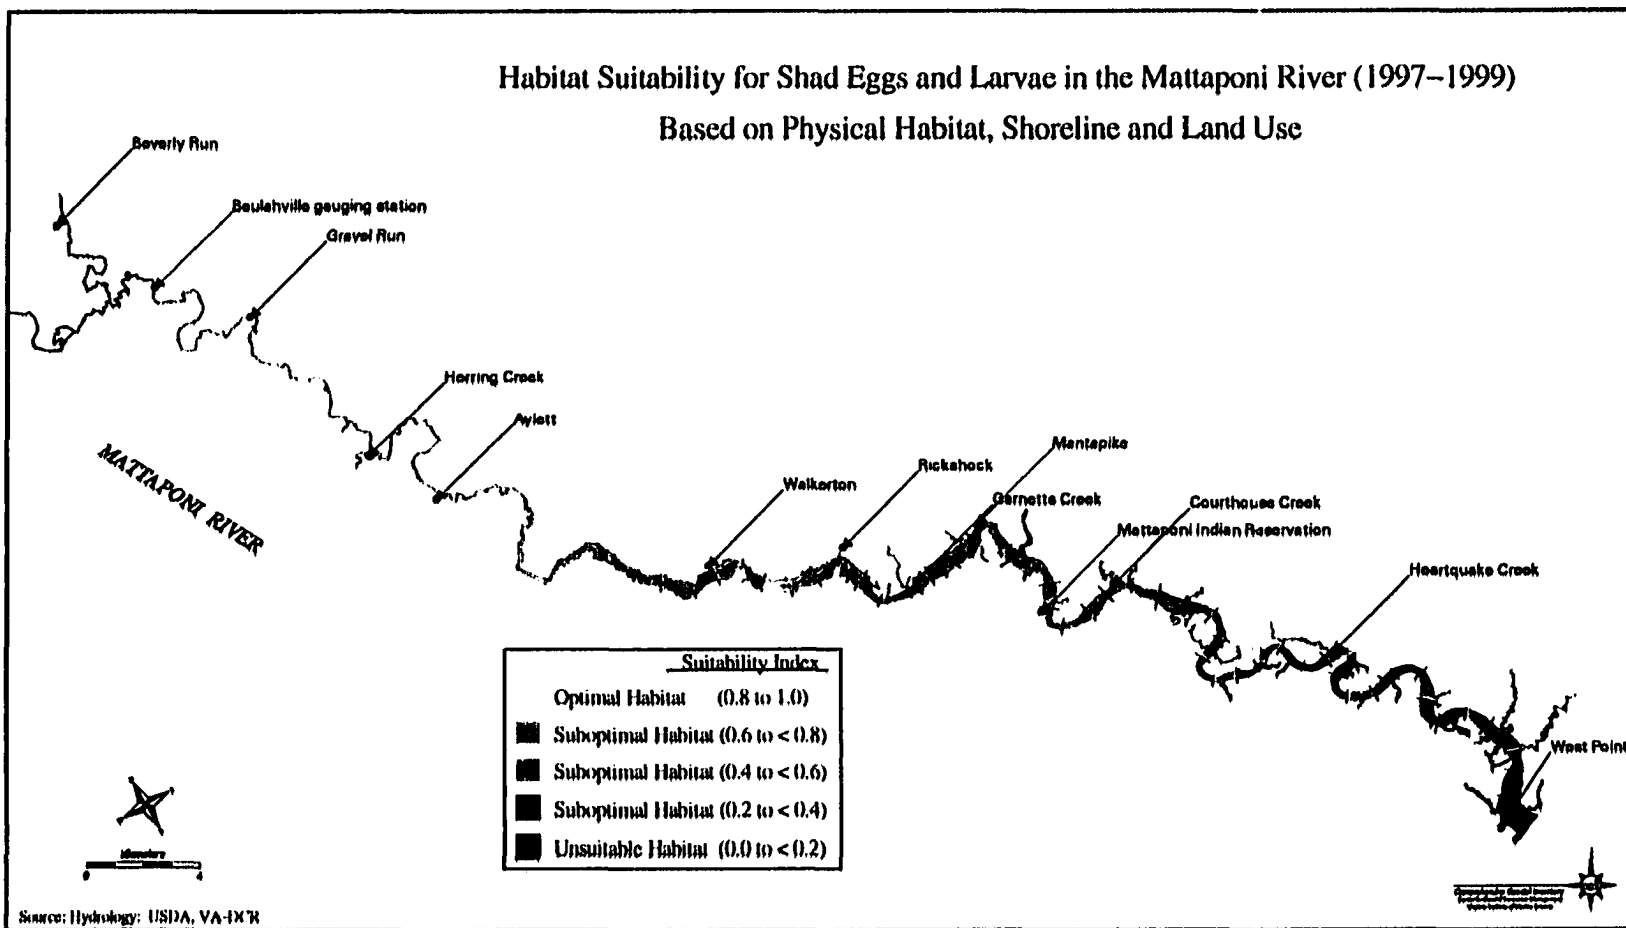 Habitat Suitability for Shad Eggs and Larvae in the Mattaponi River (1997-1999)
Based on Physical Habitat, Shoreline and Land Use
Beverly Run
Beulahville gauging station
Gravel Run
Herring Creek
Aylett
MATTAPONI RIVER
Walkerton
Rickahock
Mantapike
Garnetts Creek
Courthouse Creek
Mattaponi Indian Reservation
Heartquake Creek
West Point
Suitability Index
Optimal Habitat (0.8 to 1.0)
Suboptimal Habitat (0.6 to < 0.8)
Suboptimal Habitat (0.4 to < 0.6)
Suboptimal Habitat (0.2 to < 0.4)
Unsuitable Habitat (0.0 to < 0.2)
Kilometers
0 4
Source: Hydrology: USDA, VA-DCR